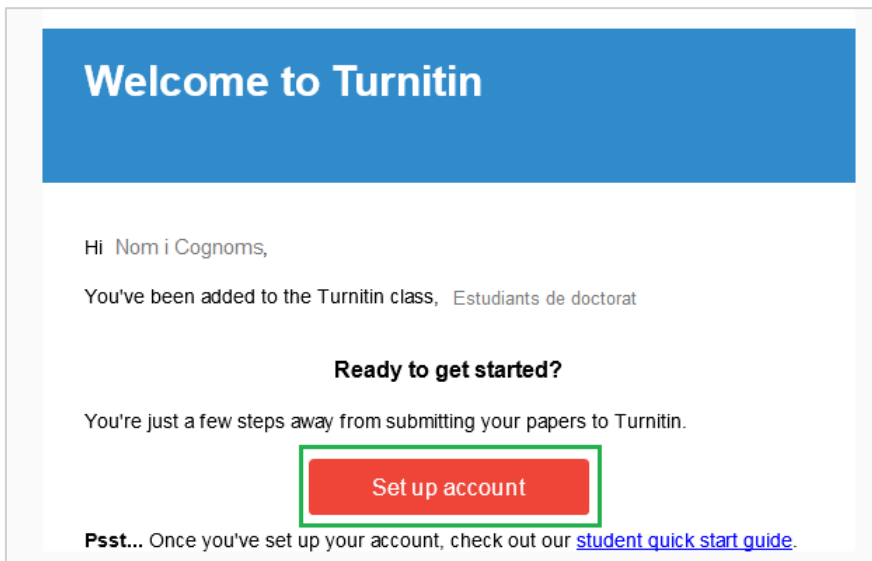 Welcome to Turnitin
Hi Nom i Cognoms,
You've been added to the Turnitin class, Estudiants de doctorat
Ready to get started?
You're just a few steps away from submitting your papers to Turnitin.
Set up account
Psst... Once you've set up your account, check out our student quick start guide.